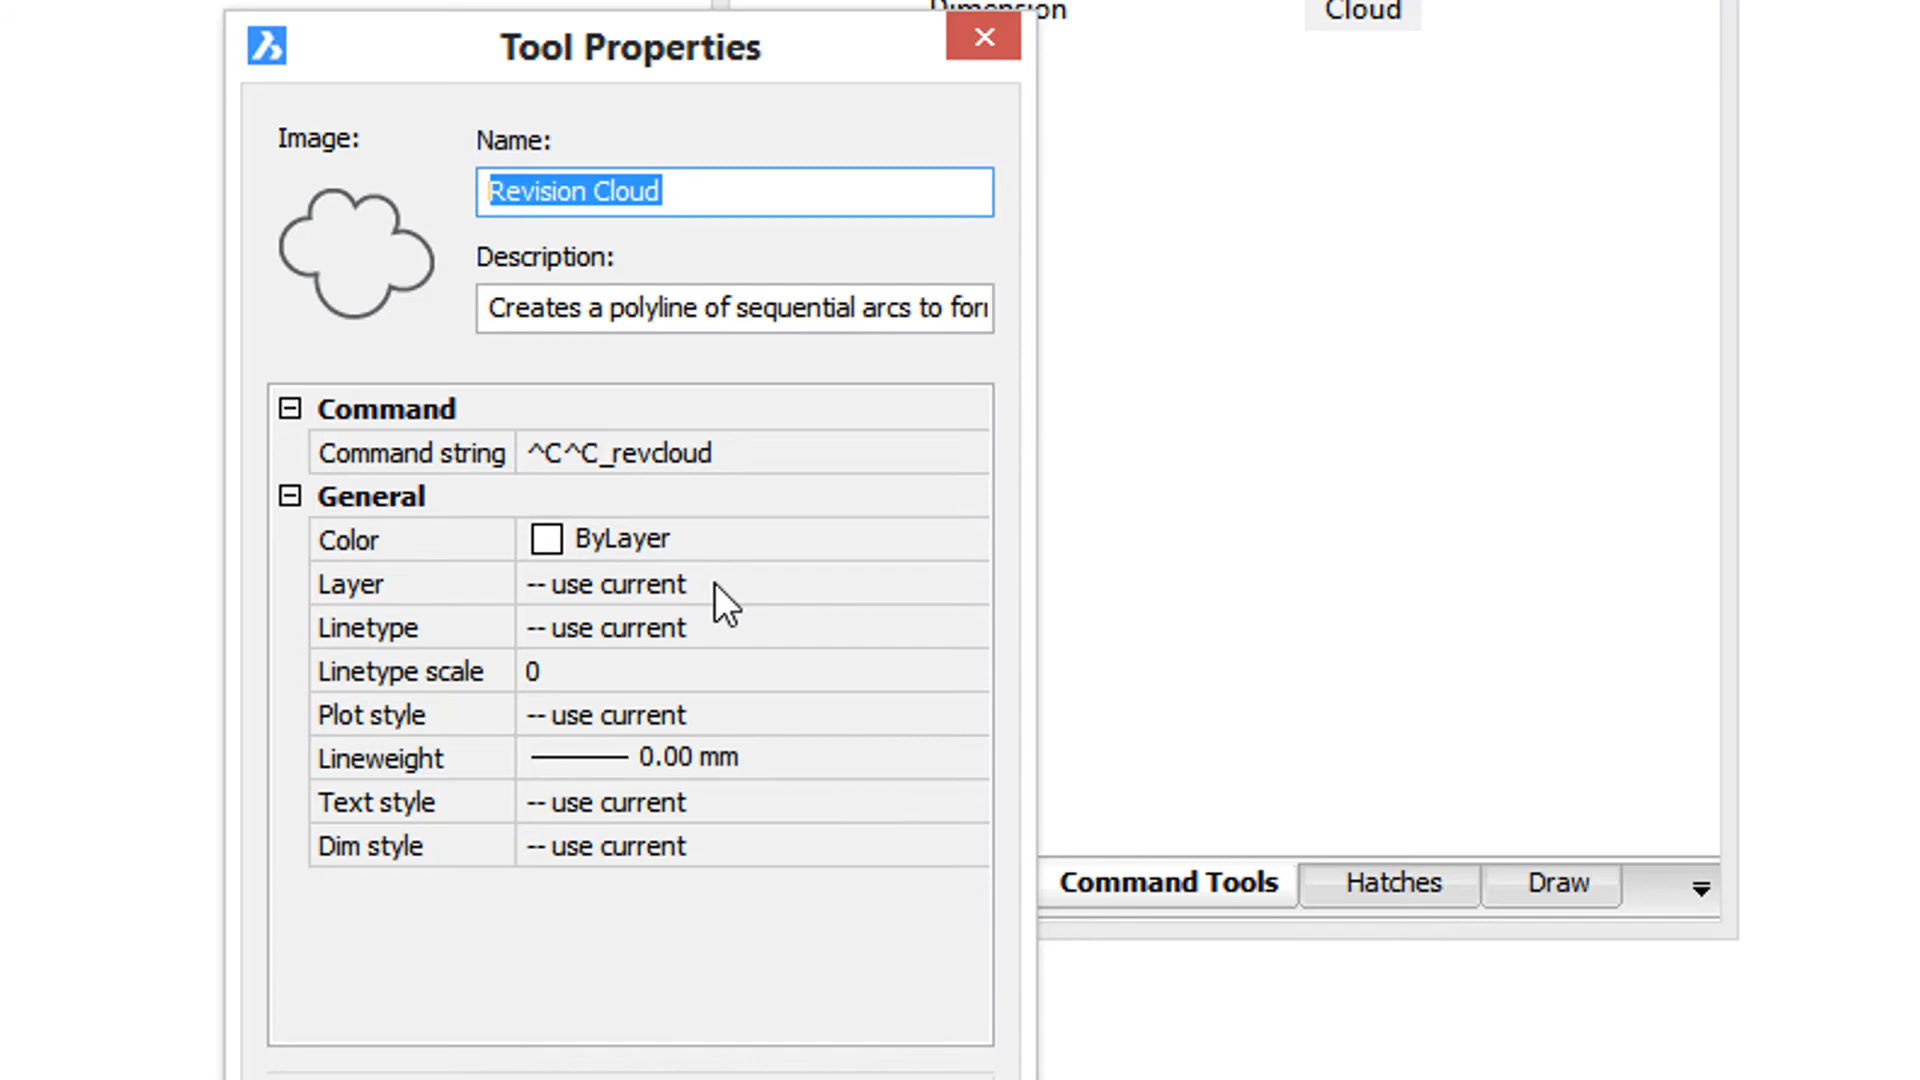 Dimension
Cloud
Tool Properties
Image:
Name:
Revision Cloud
Description:
Creates a polyline of sequential arcs to for
Command
Command string ^C^C_revcloud
General
Color ByLayer
Layer -- use current
Linetype -- use current
Linetype scale 0
Plot style -- use current
Lineweight 0.00 mm
Text style -- use current
Dim style -- use current
Command Tools Hatches Draw